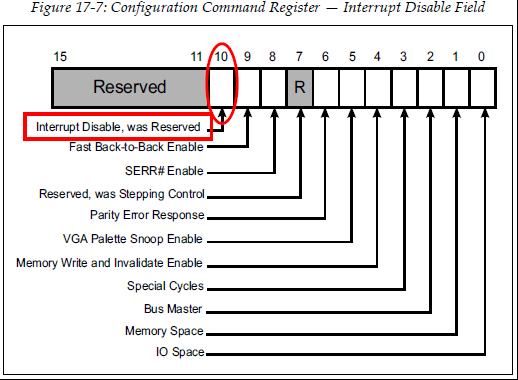 Figure 17-7: Configuration Command Register — Interrupt Disable Field
15 11 10 9 8 7 6 5 4 3 2 1 0
Reserved R
Interrupt Disable, was Reserved
Fast Back-to-Back Enable
SERR# Enable
Reserved, was Stepping Control
Parity Error Response
VGA Palette Snoop Enable
Memory Write and Invalidate Enable
Special Cycles
Bus Master
Memory Space
IO Space